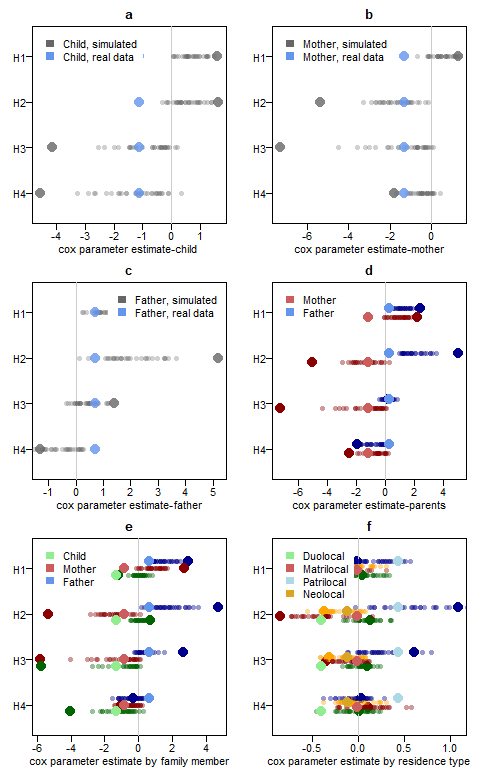 a
Child, simulated
Child, real data
H1
H2
H3
H4
-4 -3 -2 -1 0 1
cox parameter estimate-child
b
Mother, simulated
Mother, real data
H1
H2
H3
H4
-6 -4 -2 0
cox parameter estimate-mother
c
Father, simulated
Father, real data
H1
H2
H3
H4
-1 0 1 2 3 4 5
cox parameter estimate-father
d
Mother
Father
H1
H2
H3
H4
-6 -4 -2 0 2 4
cox parameter estimate-parents
e
Child
Mother
Father
H1
H2
H3
H4
-6 -4 -2 0 2 4
cox parameter estimate by family member
f
Duolocal
Matrilocal
Patrilocal
Neolocal
H1
H2
H3
H4
-0.5 0.0 0.5 1.0
cox parameter estimate by residence type